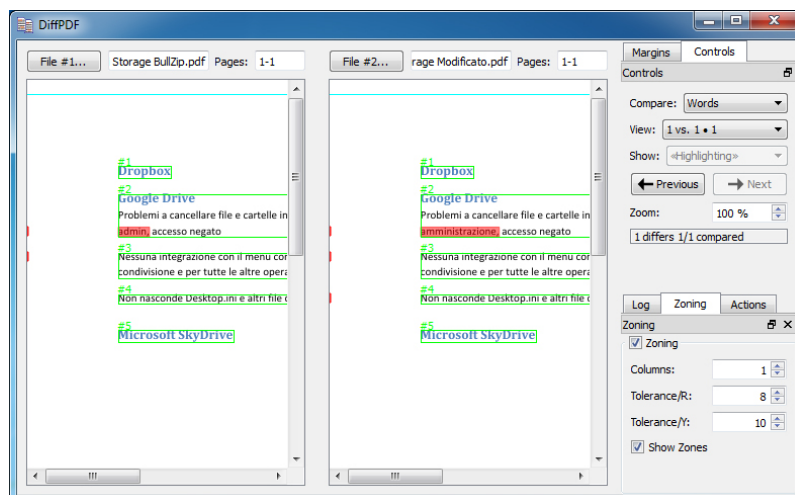 DiffPDF
File #1... Storage BullZip.pdf Pages: 1-1
File #2... rage Modificato.pdf Pages: 1-1
#1
Dropbox
#2
Google Drive
Problemi a cancellare file e cartelle in
admin, accesso negato
#3
Nessuna integrazione con il menu cor
condivisione e per tutte le altre opera
#4
Non nasconde Desktop.ini e altri file c
#5
Microsoft SkyDrive
#1
Dropbox
#2
Google Drive
Problemi a cancellare file e cartelle in
amministrazione, accesso negato
#3
Nessuna integrazione con il menu cor
condivisione e per tutte le altre opera
#4
Non nasconde Desktop.ini e altri file c
#5
Microsoft SkyDrive
Margins Controls
Controls
Compare: Words
View: 1 vs. 1 • 1
Show: «Highlighting»
Previous Next
Zoom: 100 %
1 differs 1/1 compared
Log Zoning Actions
Zoning
Zoning
Columns: 1
Tolerance/R: 8
Tolerance/Y: 10
Show Zones